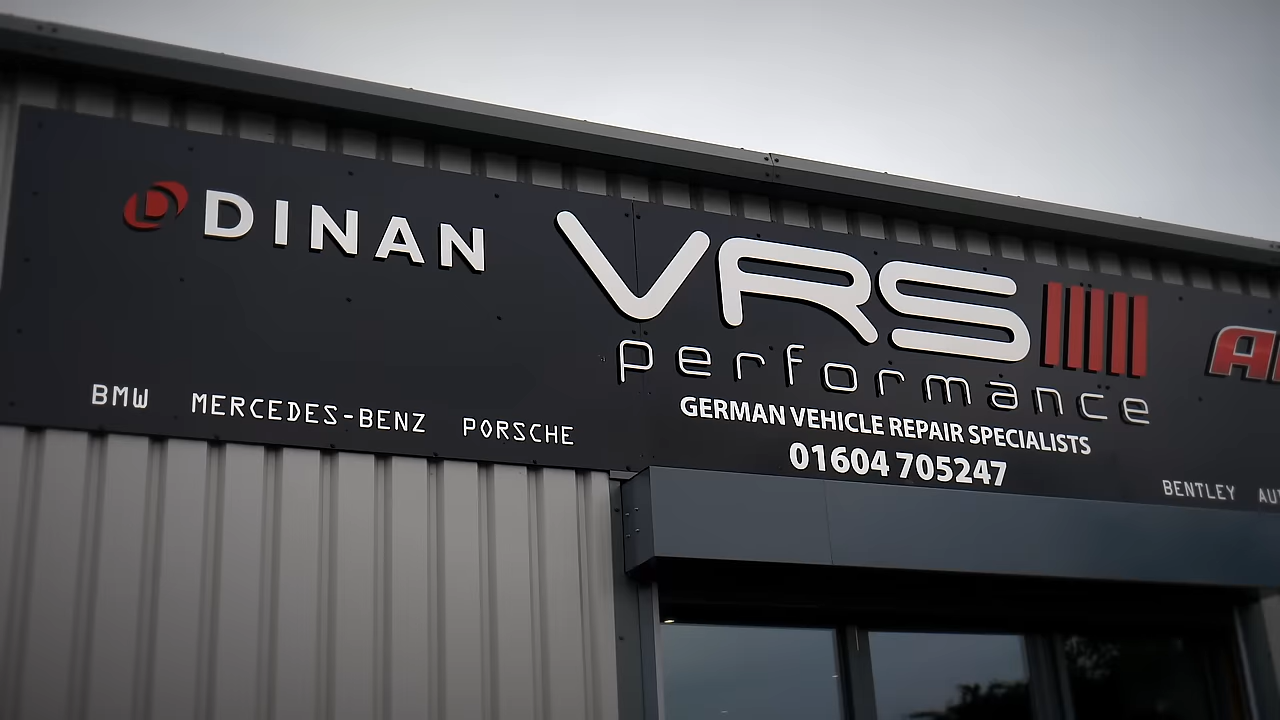 DINAN
VRS
performance
GERMAN VEHICLE REPAIR SPECIALISTS
01604 705247
BMW MERCEDES-BENZ PORSCHE
BENTLEY